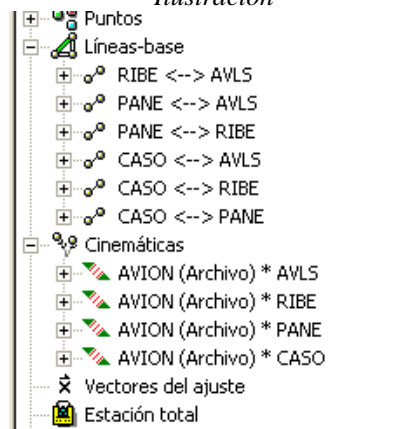 Ilustración
Puntos
Líneas-base
RIBE <--> AVLS
PANE <--> AVLS
PANE <--> RIBE
CASO <--> AVLS
CASO <--> RIBE
CASO <--> PANE
Cinemáticas
AVION (Archivo) * AVLS
AVION (Archivo) * RIBE
AVION (Archivo) * PANE
AVION (Archivo) * CASO
Vectores del ajuste
Estación total